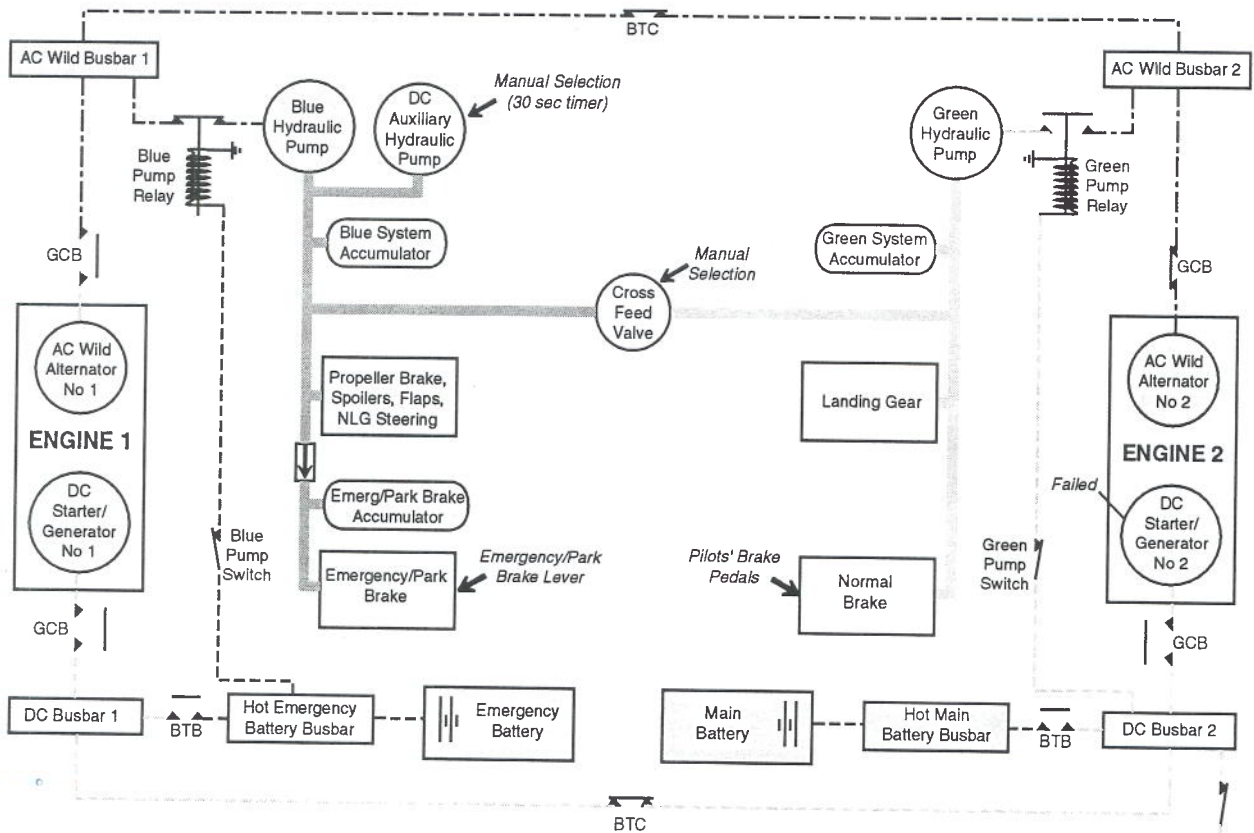 BTC
AC Wild Busbar 1
AC Wild Busbar 2
Manual Selection
(30 sec timer)
Blue
Hydraulic
Pump
DC
Auxiliary
Hydraulic
Pump
Green
Hydraulic
Pump
Blue
Pump
Relay
Green
Pump
Relay
Blue System
Accumulator
Green System
Accumulator
Manual
Selection
GCB
GCB
Cross
Feed
Valve
AC Wild
Alternator
No 1
ENGINE 1
DC
Starter/
Generator
No 1
Propeller Brake,
Spoilers, Flaps,
NLG Steering
Landing Gear
AC Wild
Alternator
No 2
ENGINE 2
Failed
DC
Starter/
Generator
No 2
Emerg/Park Brake
Accumulator
Blue
Pump
Switch
Emergency/Park
Brake
Emergency/Park
Brake Lever
Pilots' Brake
Pedals
Normal
Brake
Green
Pump
Switch
GCB
GCB
DC Busbar 1
BTB
Hot Emergency
Battery Busbar
Emergency
Battery
Main
Battery
Hot Main
Battery Busbar
BTB
DC Busbar 2
BTC